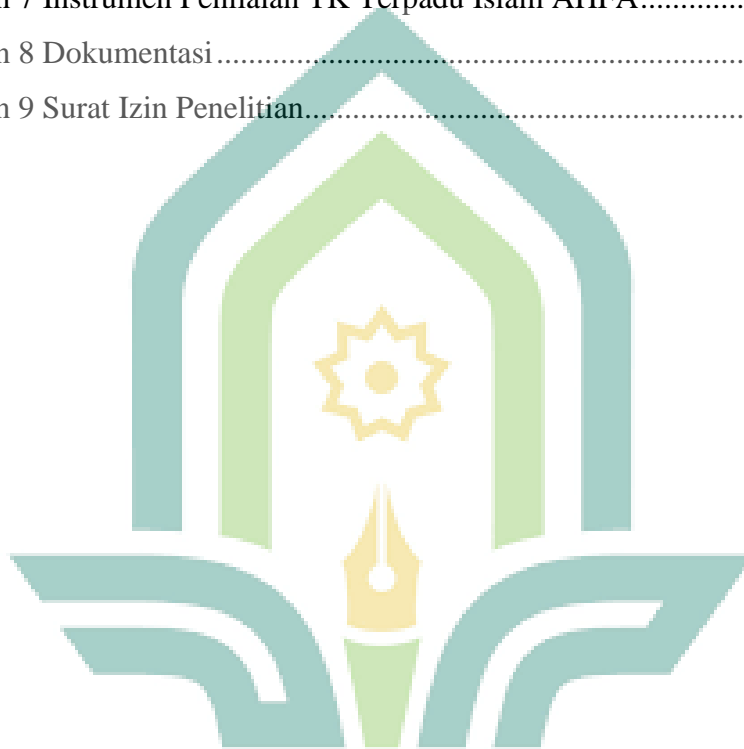 n 7 Instrumen Penilaian TK Terpadu Islam AHFA............
n 8 Dokumentasi..................................................................
n 9 Surat Izin Penelitian......................................................